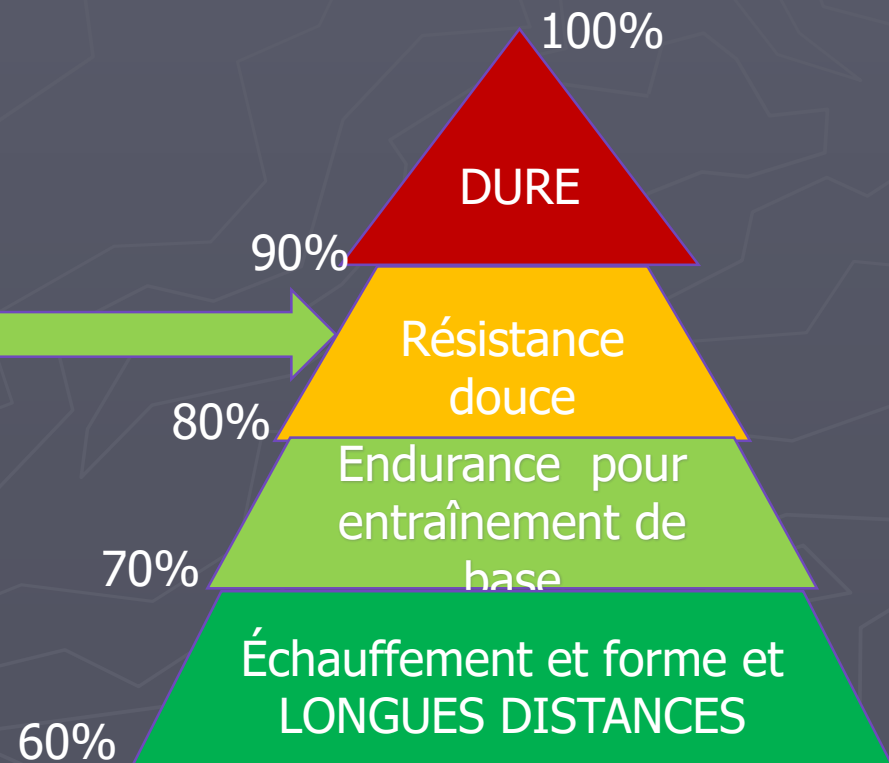 100%
DURE
90%
Résistance
douce
80%
Endurance pour
entraînement de
base
70%
Échauffement et forme et
LONGUES DISTANCES
60%